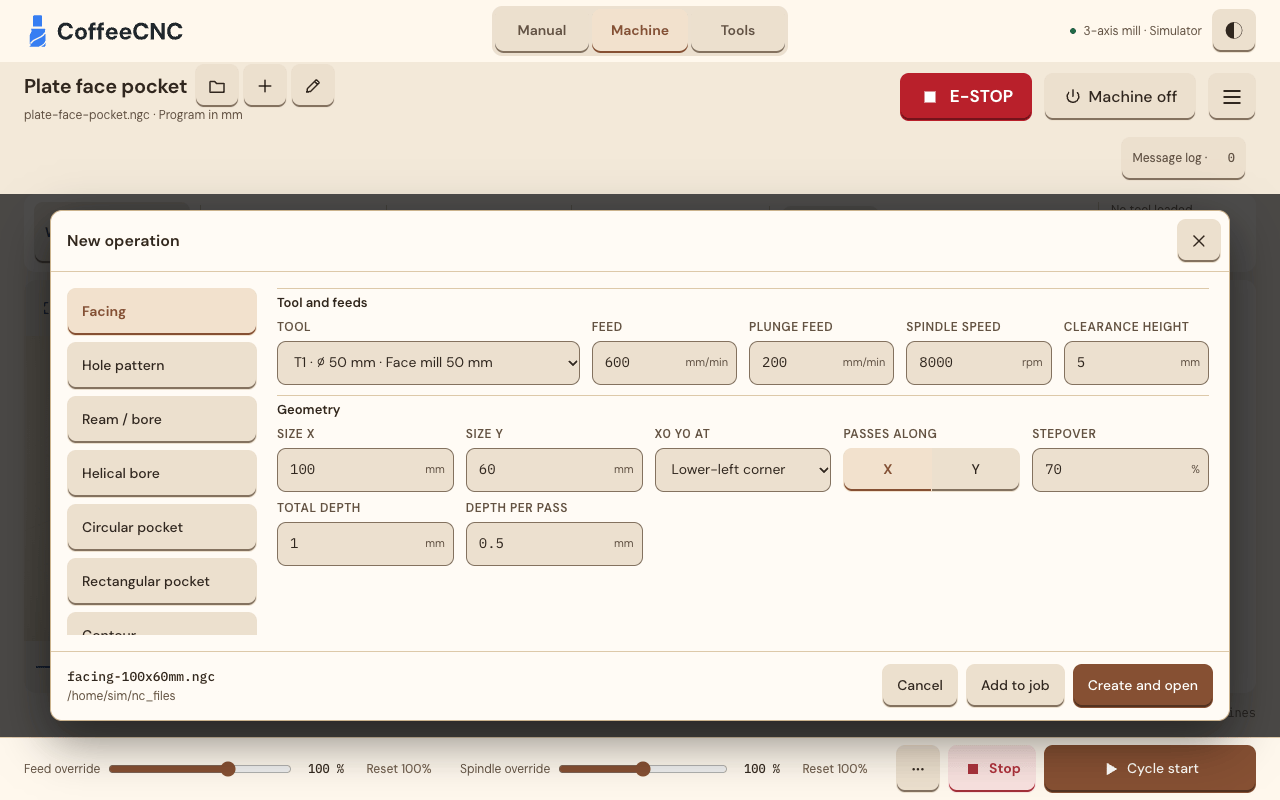 CoffeeCNC
Manual Machine Tools
3-axis mill · Simulator
Plate face pocket
plate-face-pocket.ngc · Program in mm
E-STOP
Machine off
Message log · 0
No tool loaded
New operation
Facing
Hole pattern
Ream / bore
Helical bore
Circular pocket
Rectangular pocket
Contour
Tool and feeds
TOOL FEED PLUNGE FEED SPINDLE SPEED CLEARANCE HEIGHT
T1 · ⌀ 50 mm · Face mill 50 mm 600 mm/min 200 mm/min 8000 rpm 5 mm
Geometry
SIZE X SIZE Y X0 Y0 AT PASSES ALONG STEPOVER
100 mm 60 mm Lower-left corner X Y 70 %
TOTAL DEPTH DEPTH PER PASS
1 mm 0.5 mm
facing-100x60mm.ngc
/home/sim/nc_files
Cancel Add to job Create and open
Feed override 100 % Reset 100% Spindle override 100 % Reset 100% ... Stop Cycle start